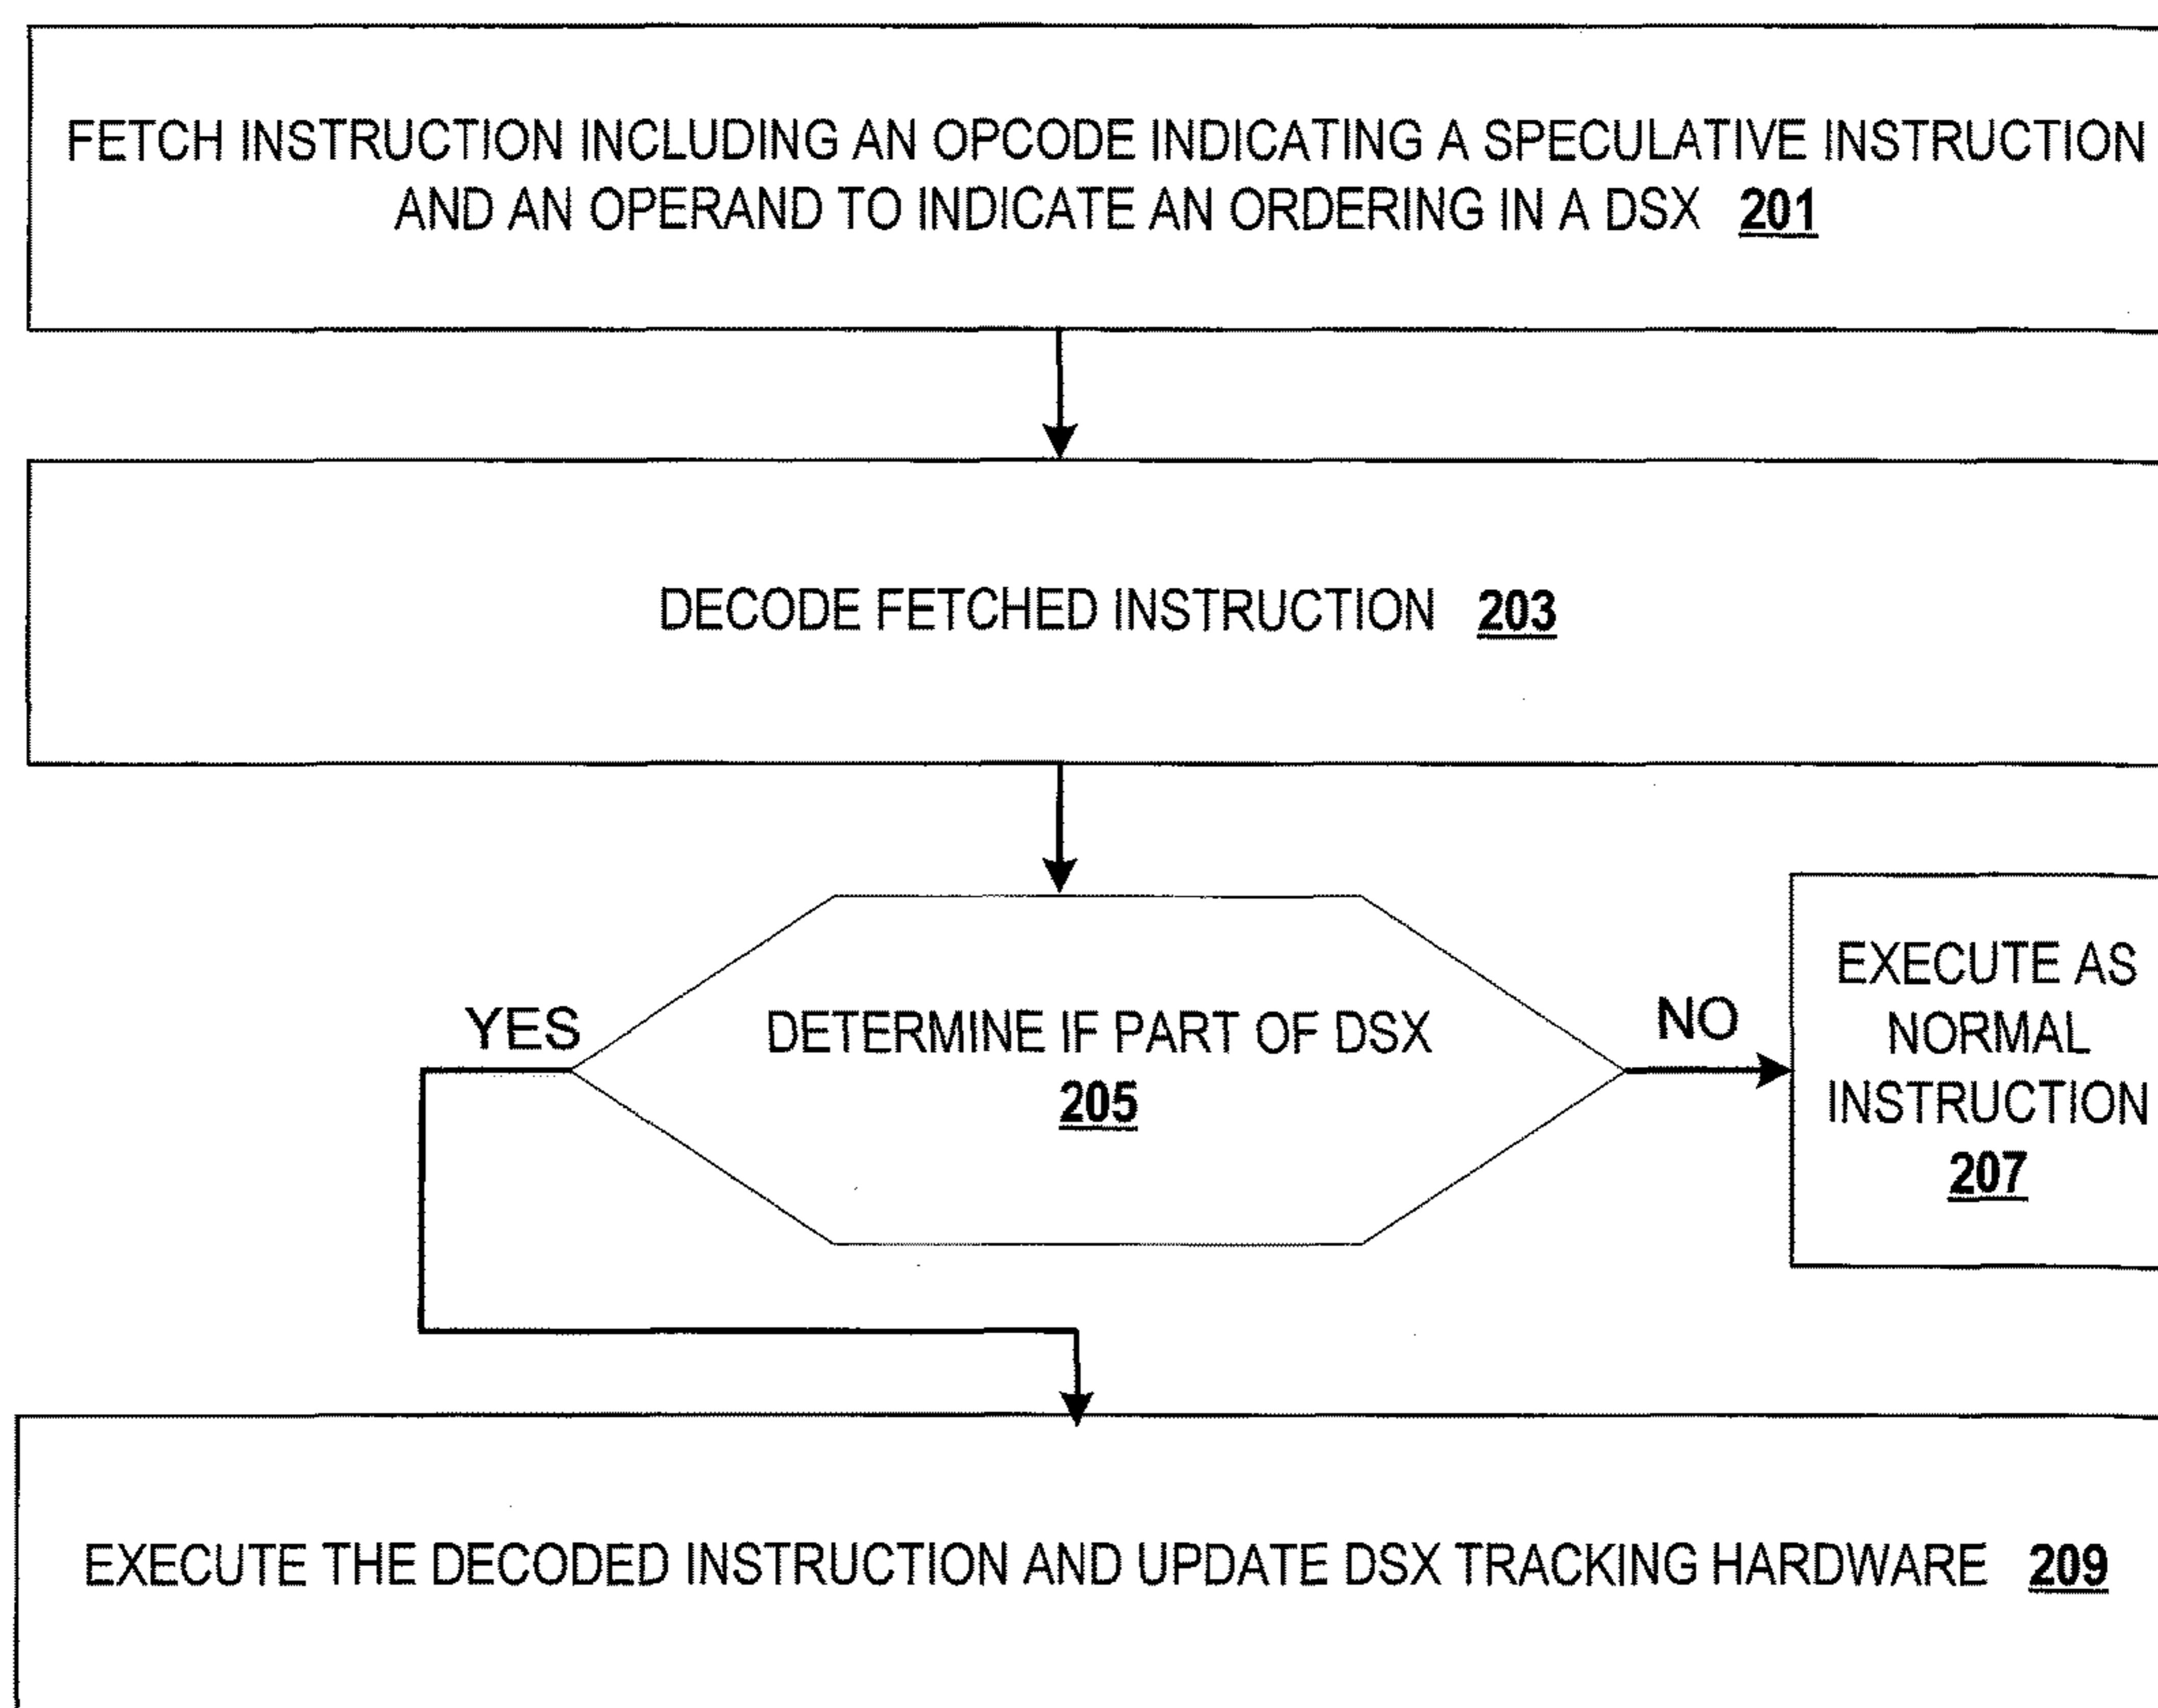 FETCH INSTRUCTION INCLUDING AN OPCODE INDICATING A SPECULATIVE INSTRUCTION
AND AN OPERAND TO INDICATE AN ORDERING IN A DSX 201
DECODE FETCHED INSTRUCTION 203
YES
DETERMINE IF PART OF DSX
205
NO
EXECUTE AS
NORMAL
INSTRUCTION
207
EXECUTE THE DECODED INSTRUCTION AND UPDATE DSX TRACKING HARDWARE 209